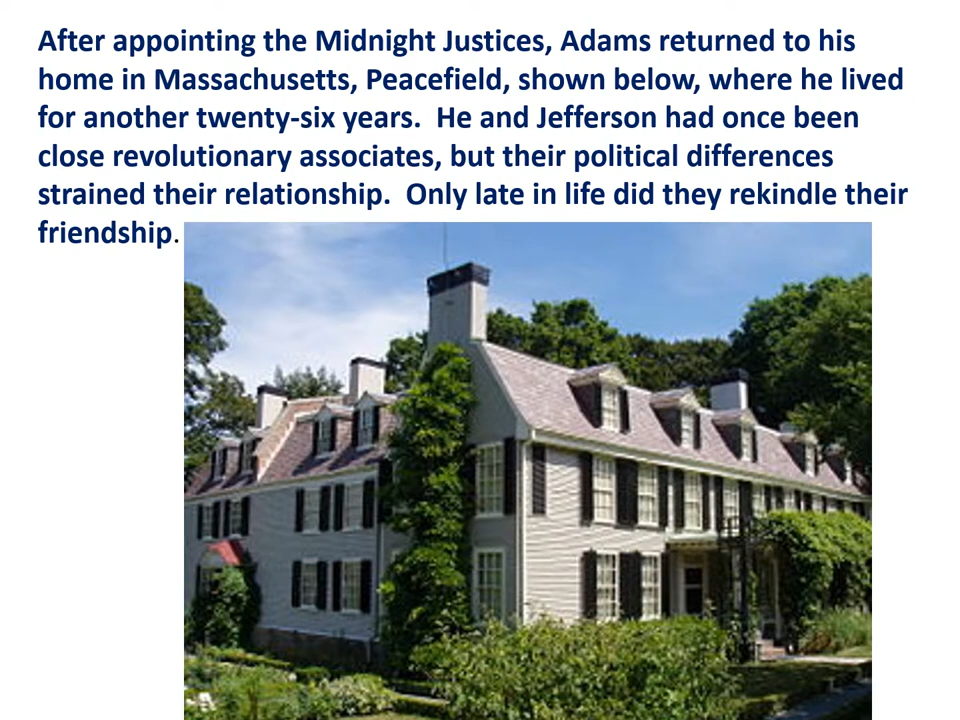 After appointing the Midnight Justices, Adams returned to his
home in Massachusetts, Peacefield, shown below, where he lived
for another twenty-six years.  He and Jefferson had once been
close revolutionary associates, but their political differences
strained their relationship.  Only late in life did they rekindle their
friendship.